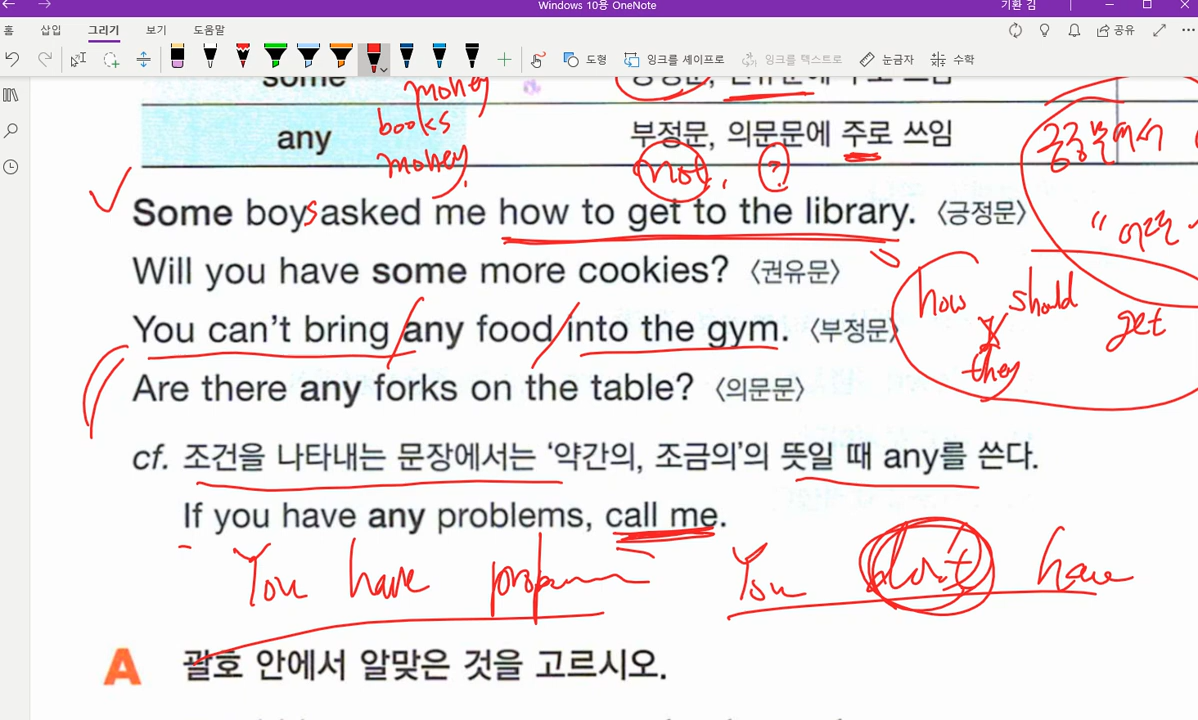 Windows 10용 OneNote
기환 김
홈 삽입 그리기 보기 도움말
공유
도형 잉크를 셰이프로 잉크를 텍스트로 눈금자 수학
some money 주로 쓰임
books
any 부정문, 의문문에 주로 쓰임
money not, ?
Some boys asked me how to get to the library. 〈긍정문〉
Will you have some more cookies? 〈권유문〉
how should get
they
You can't bring any food into the gym. 〈부정문〉
Are there any forks on the table? 〈의문문〉
cf. 조건을 나타내는 문장에서는 '약간의, 조금의'의 뜻일 때 any를 쓴다.
If you have any problems, call me.
You have You don't have
A 괄호 안에서 알맞은 것을 고르시오.